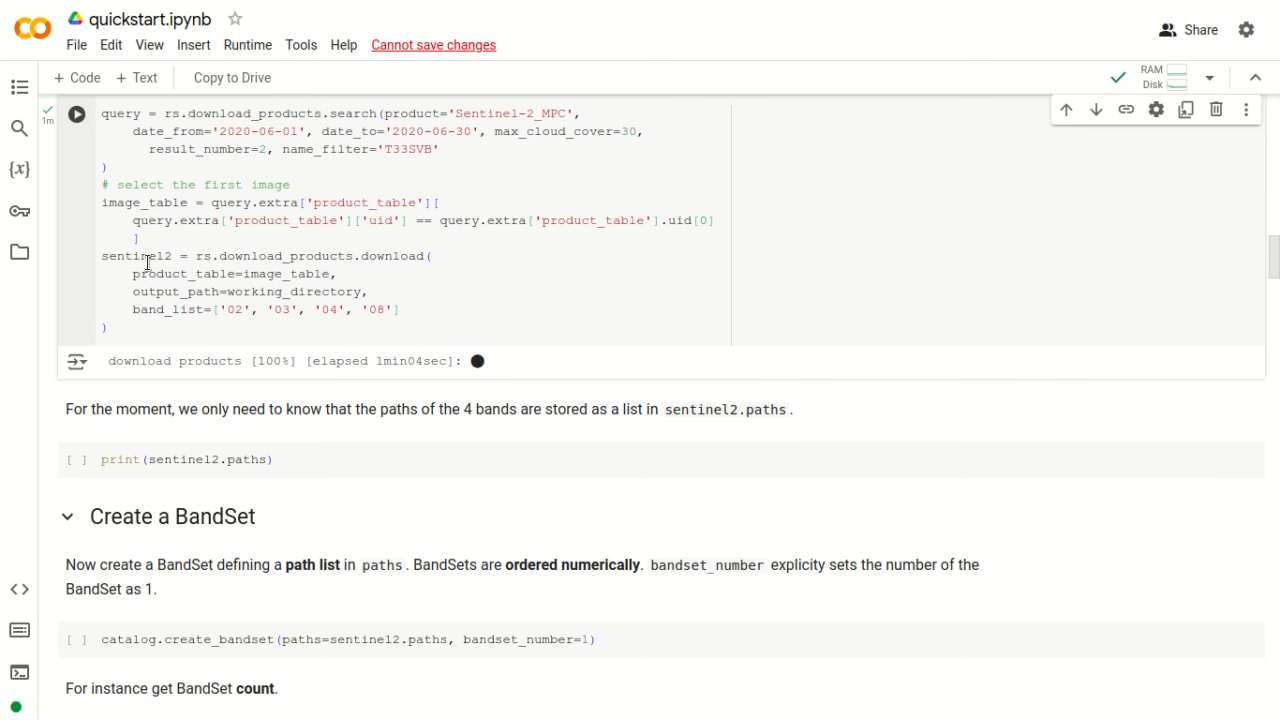 quickstart.ipynb
Share
File Edit View Insert Runtime Tools Help Cannot save changes
+ Code + Text Copy to Drive
RAM
Disk
1m
query = rs.download_products.search(product='Sentinel-2_MPC',
date_from='2020-06-01', date_to='2020-06-30', max_cloud_cover=30,
result_number=2, name_filter='T33SVB'
)
# select the first image
image_table = query.extra['product_table'][
query.extra['product_table']['uid'] == query.extra['product_table'].uid[0]
]
sentinel2 = rs.download_products.download(
product_table=image_table,
output_path=working_directory,
band_list=['02', '03', '04', '08']
)
download products [100%] [elapsed 1min04sec]: ●
For the moment, we only need to know that the paths of the 4 bands are stored as a list in sentinel2.paths.
[ ] print(sentinel2.paths)
Create a BandSet
Now create a BandSet defining a path list in paths. BandSets are ordered numerically. bandset_number explicity sets the number of the
BandSet as 1.
[ ] catalog.create_bandset(paths=sentinel2.paths, bandset_number=1)
For instance get BandSet count.